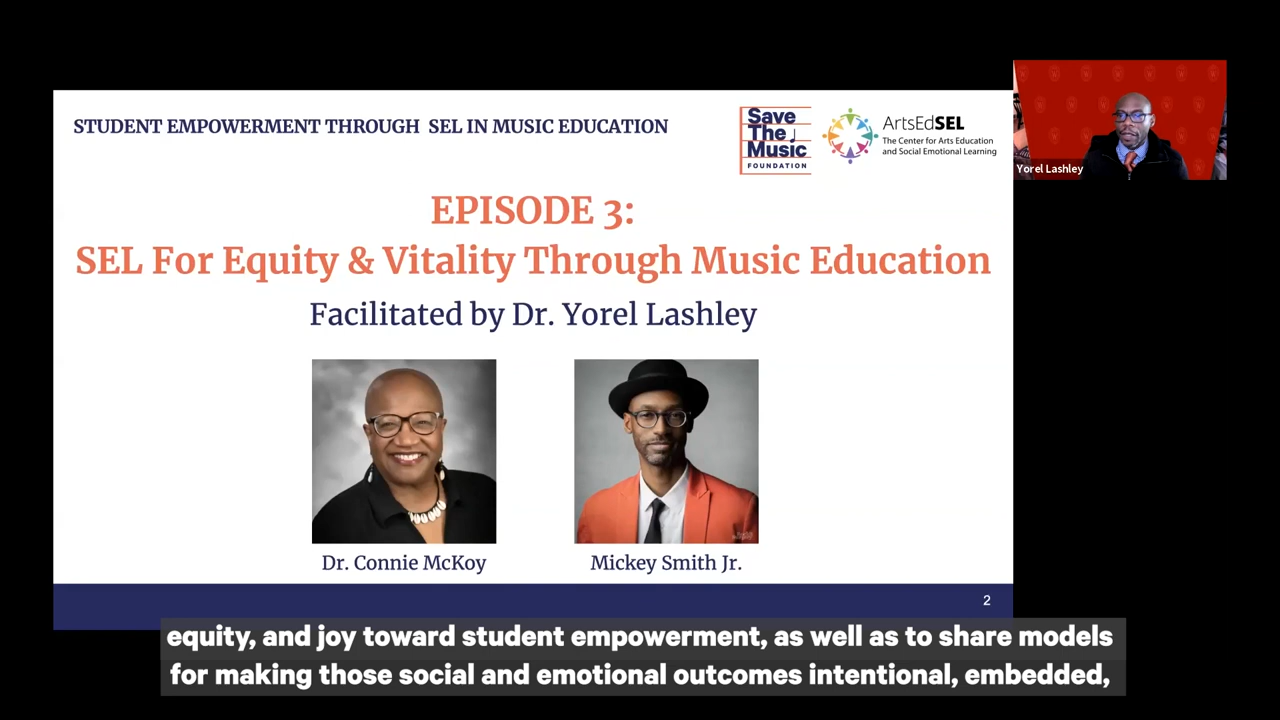 STUDENT EMPOWERMENT THROUGH SEL IN MUSIC EDUCATION
Save
The
Music
FOUNDATION
ArtsEdSEL
The Center for Arts Education
and Social Emotional Learning
Yorel Lashley
EPISODE 3:
SEL For Equity & Vitality Through Music Education
Facilitated by Dr. Yorel Lashley
Dr. Connie McKoy
Mickey Smith Jr.
2
equity, and joy toward student empowerment, as well as to share models
for making those social and emotional outcomes intentional, embedded,